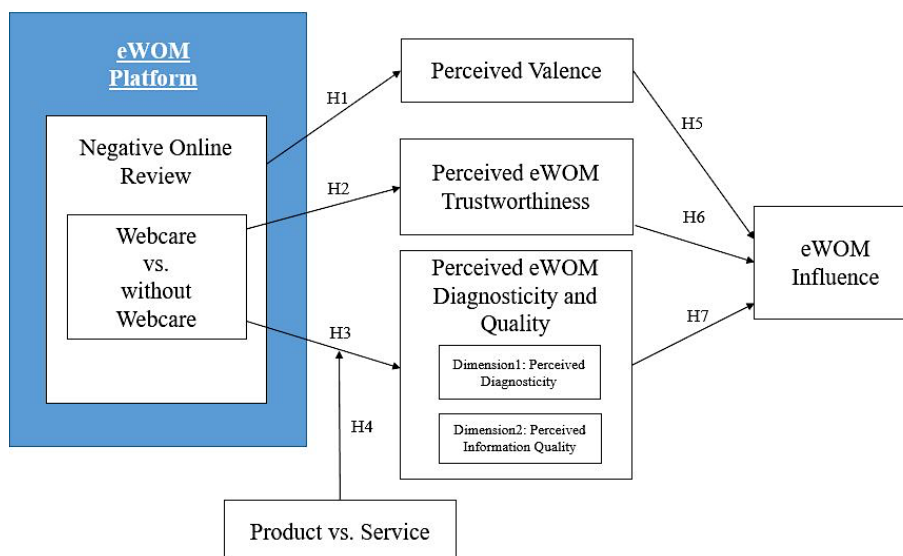 eWOM
Platform
Negative Online
Review
Webcare
vs.
without
Webcare
H1
H2
H3
H4
Perceived Valence
Perceived eWOM
Trustworthiness
Perceived eWOM
Diagnosticity and
Quality
Dimension1: Perceived
Diagnosticity
Dimension2: Perceived
Information Quality
H5
H6
H7
eWOM
Influence
Product vs. Service